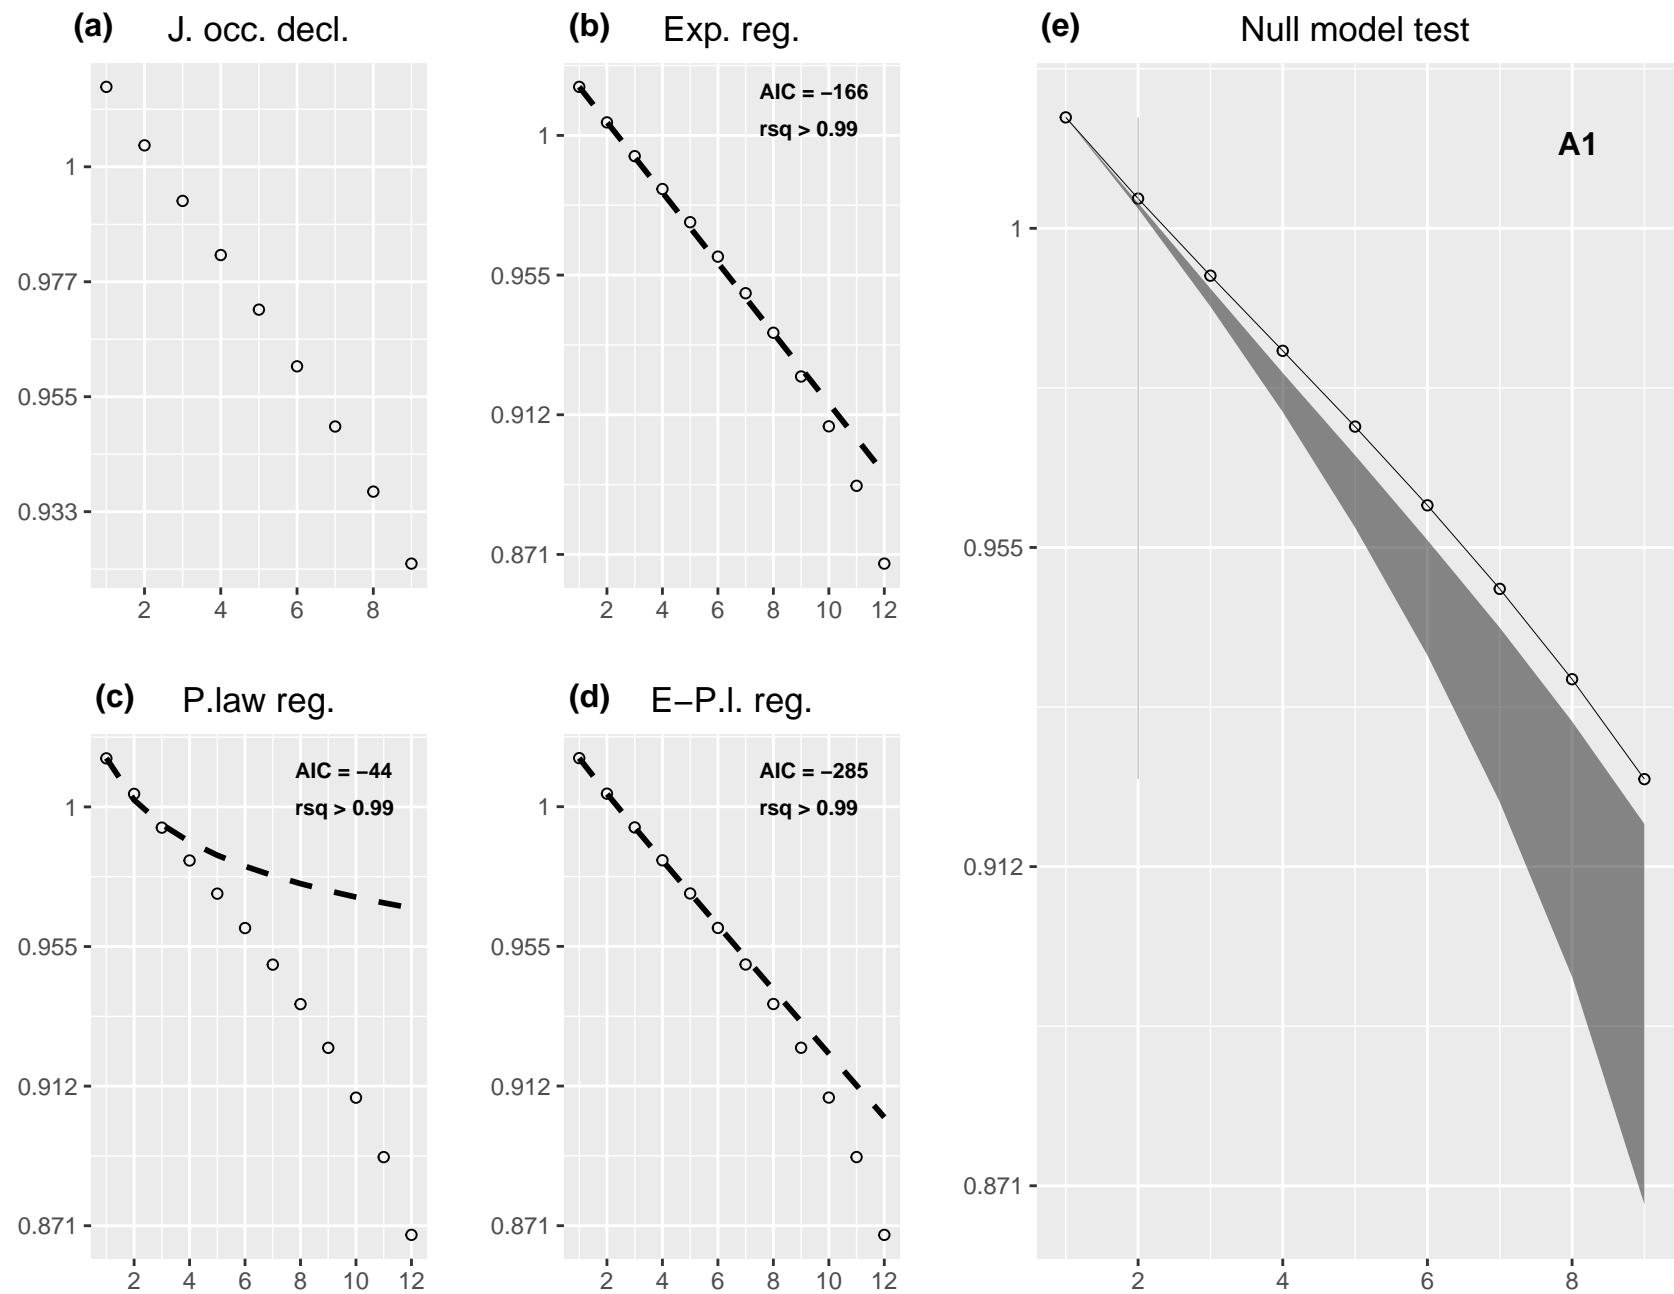 (a) J. occ. decl.
1
0.977
0.955
0.933
2 4 6 8
(b) Exp. reg.
AIC = −166
rsq > 0.99
1
0.955
0.912
0.871
2 4 6 8 10 12
(c) P.law reg.
AIC = −44
rsq > 0.99
1
0.955
0.912
0.871
2 4 6 8 10 12
(d) E−P.l. reg.
AIC = −285
rsq > 0.99
1
0.955
0.912
0.871
2 4 6 8 10 12
(e) Null model test
A1
1
0.955
0.912
0.871
2 4 6 8